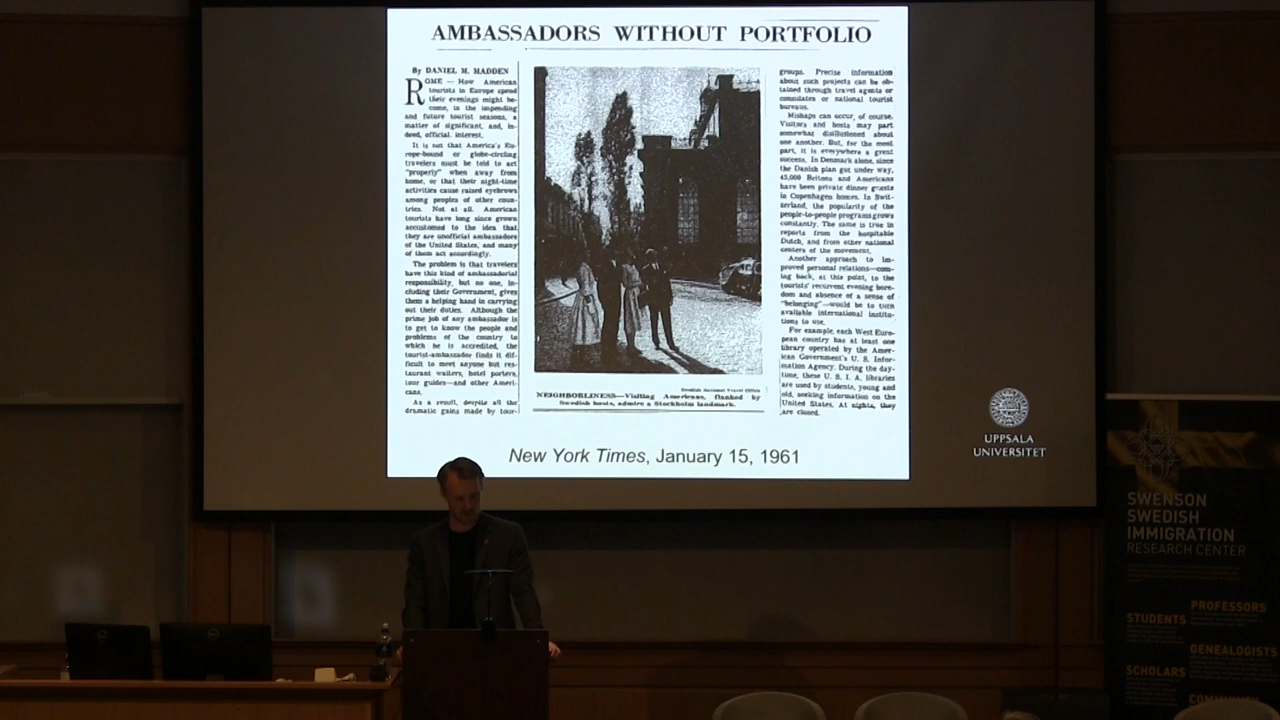 AMBASSADORS WITHOUT PORTFOLIO
By DANIEL M. MADDEN
ROME — How American
tourists in Europe spend
their evenings might be-
come, in the impending
and future tourist seasons, a
matter of significant, and, in-
deed, official, interest.
It is not that America's Eu-
rope-bound or globe-circling
travelers must be told to act
"properly" when away from
home, or that their night-time
activities cause raised eyebrows
among peoples of other coun-
tries. Not at all. American
tourists have long since grown
accustomed to the idea that
they are unofficial ambassadors
of the United States, and many
of them act accordingly.
The problem is that travelers
have this kind of ambassadorial
responsibility, but no one, in-
cluding their Government, gives
them a helping hand in carrying
out their duties. Although the
prime job of any ambassador is
to get to know the people and
problems of the country to
which he is accredited, the
tourist-ambassador finds it dif-
ficult to meet anyone but res-
taurant waiters, hotel porters,
tour guides—and other Ameri-
cans.
As a result, despite all the
dramatic gains made by tour-
Swedish National Travel Office
NEIGHBORLINESS—Visiting Americans, flanked by
Swedish hosts, admire a Stockholm landmark.
groups. Precise information
about such projects can be ob-
tained through travel agents or
consulates or national tourist
bureaus.
Mishaps can occur, of course.
Visitors and hosts may part
somewhat disillusioned about
one another. But, for the most
part, it is everywhere a great
success. In Denmark alone, since
the Danish plan got under way,
43,000 Britons and Americans
have been private dinner guests
in Copenhagen homes. In Swit-
zerland, the popularity of the
people-to-people programs grows
constantly. The same is true in
reports from the hospitable
Dutch, and from other national
centers of the movement.
Another approach to im-
proved personal relations—com-
ing back, at this point, to the
tourists' recurrent evening bore-
dom and absence of a sense of
"belonging"—would be to turn
available international institu-
tions to use.
For example, each West Euro-
pean country has at least one
library operated by the Amer-
ican Government's U. S. Infor-
mation Agency. During the day-
time, these U. S. I. A. libraries
are used by students, young and
old, seeking information on the
United States. At nights, they
are closed.
New York Times, January 15, 1961
UPPSALA
UNIVERSITET
SWENSON
SWEDISH
IMMIGRATION
RESEARCH CENTER
PROFESSORS
STUDENTS
GENEALOGISTS
SCHOLARS